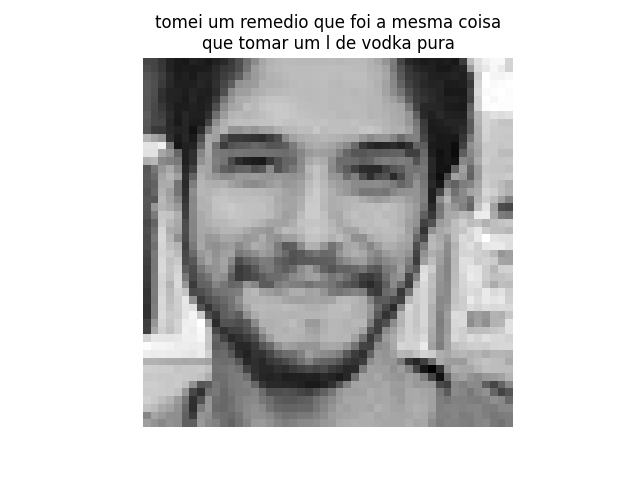 tomei um remedio que foi a mesma coisa
que tomar um l de vodka pura